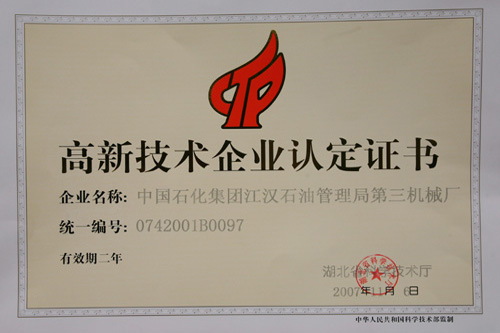 高新技术企业认定证书
企业名称: 中国石化集团江汉石油管理局第三机械厂
统一编号: 0742001B0097
有效期二年
湖北省科学技术厅
2007年11月6日
中华人民共和国科学技术部监制